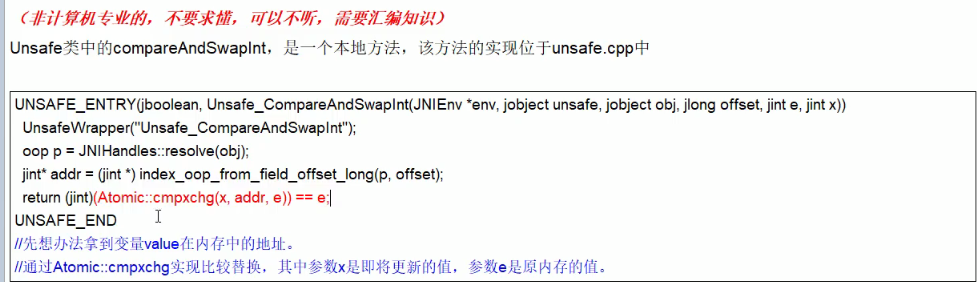 （非计算机专业的，不要求懂，可以不听，需要汇编知识）
Unsafe类中的compareAndSwapInt，是一个本地方法，该方法的实现位于unsafe.cpp中
UNSAFE_ENTRY(jboolean, Unsafe_CompareAndSwapInt(JNIEnv *env, jobject unsafe, jobject obj, jlong offset, jint e, jint x))
UnsafeWrapper("Unsafe_CompareAndSwapInt");
oop p = JNIHandles::resolve(obj);
jint* addr = (jint *) index_oop_from_field_offset_long(p, offset);
return (jint)(Atomic::cmpxchg(x, addr, e)) == e;
UNSAFE_END
//先想办法拿到变量value在内存中的地址。
//通过Atomic::cmpxchg实现比较替换，其中参数x是即将更新的值，参数e是原内存的值。